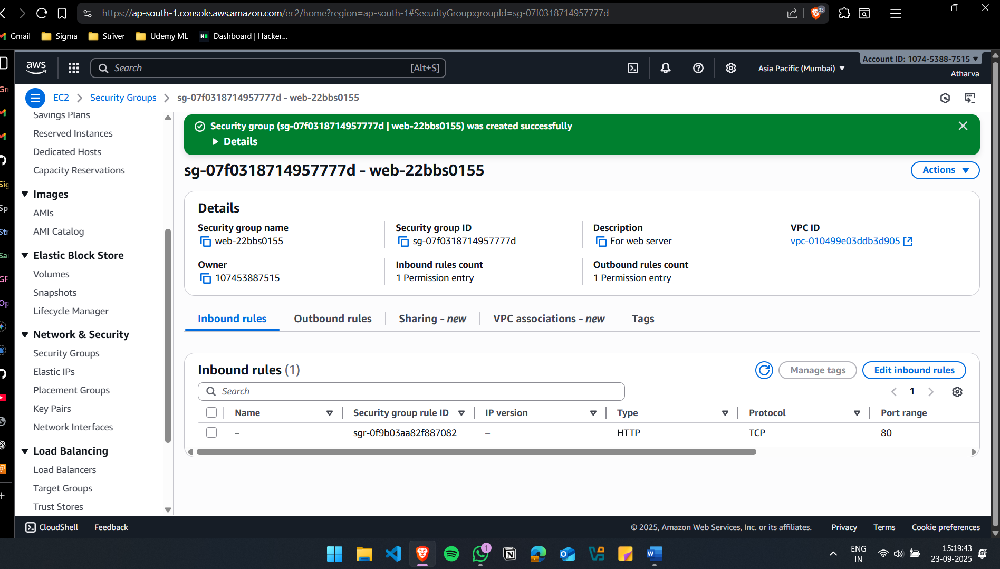 https://ap-south-1.console.aws.amazon.com/ec2/home?region=ap-south-1#SecurityGroup:groupId=sg-07f0318714957777d
33
Gmail Sigma Striver Udemy ML Dashboard | Hacker...
aws Search [Alt+S] Asia Pacific (Mumbai) Account ID: 1074-5388-7515
Atharva
EC2 Security Groups sg-07f0318714957777d - web-22bbs0155
Savings Plans
Reserved Instances
Dedicated Hosts
Capacity Reservations
Images
AMIs
AMI Catalog
Elastic Block Store
Volumes
Snapshots
Lifecycle Manager
Network & Security
Security Groups
Elastic IPs
Placement Groups
Key Pairs
Network Interfaces
Load Balancing
Load Balancers
Target Groups
Trust Stores
Security group (sg-07f0318714957777d | web-22bbs0155) was created successfully
Details
sg-07f0318714957777d - web-22bbs0155
Actions
Details
Security group name Security group ID Description VPC ID
web-22bbs0155 sg-07f0318714957777d For web server vpc-010499e03ddb3d905
Owner Inbound rules count Outbound rules count
107453887515 1 Permission entry 1 Permission entry
Inbound rules Outbound rules Sharing - new VPC associations - new Tags
Inbound rules (1) Manage tags Edit inbound rules
Search 1
Name Security group rule ID IP version Type Protocol Port range
– sgr-0f9b03aa82f887082 – HTTP TCP 80
CloudShell Feedback © 2025, Amazon Web Services, Inc. or its affiliates. Privacy Terms Cookie preferences
1
ENG 15:19:43
IN 23-09-2025